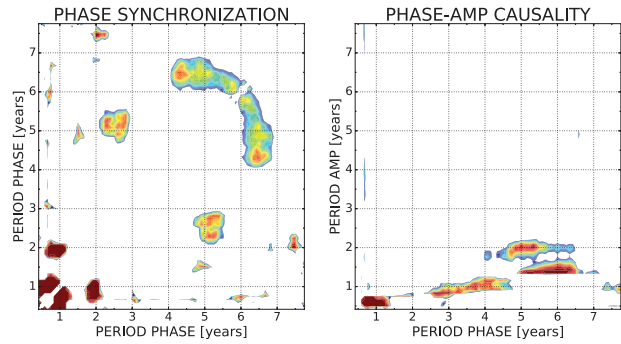 PHASE SYNCHRONIZATION
PHASE-AMP CAUSALITY
PERIOD PHASE [years]
7
6
5
4
3
2
1
1 2 3 4 5 6 7
PERIOD PHASE [years]
PERIOD AMP [years]
7
6
5
4
3
2
1
1 2 3 4 5 6 7
PERIOD PHASE [years]